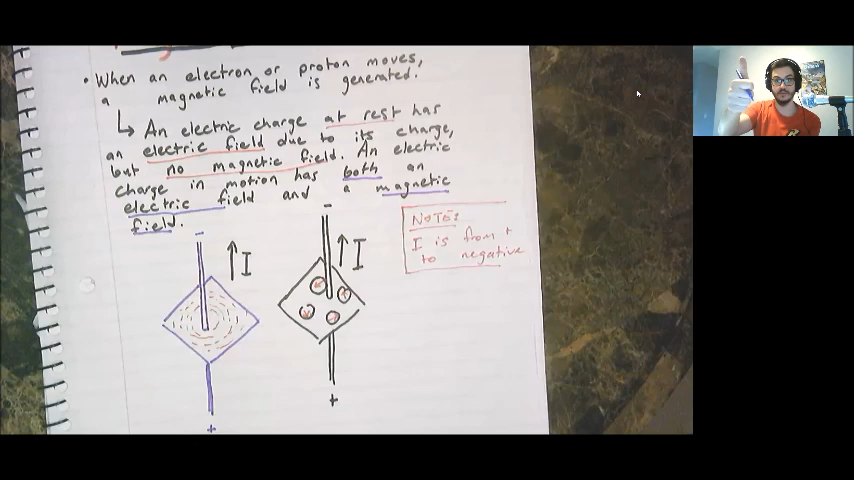 • When an electron or proton moves,
a magnetic field is generated.
↳ An electric charge at rest has
an electric field due to its charge,
but no magnetic field. An electric
charge in motion has both an
electric field and a magnetic
field.
NOTE:
I is from +
to negative
-
↑ I
+
-
↑ I
+